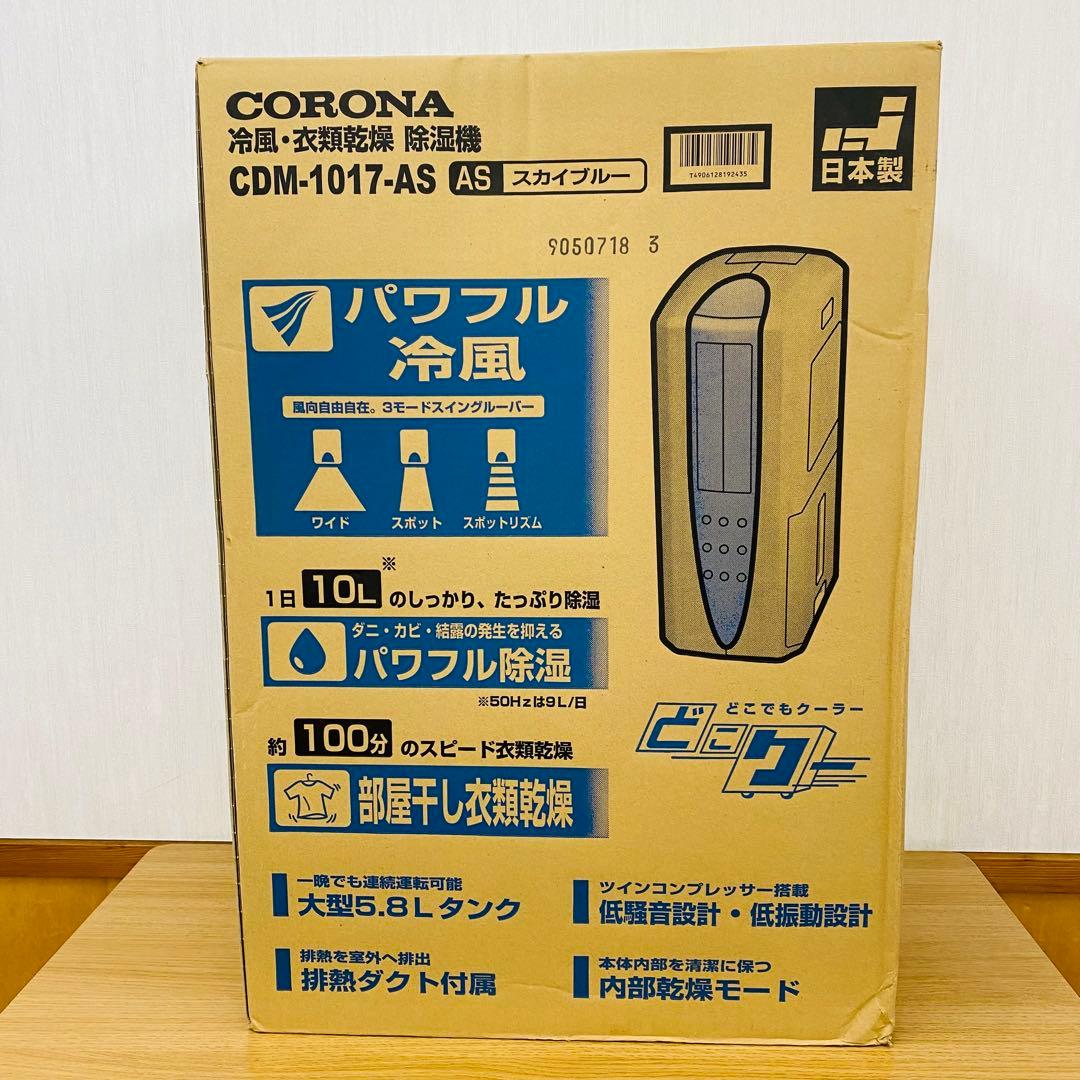 CORONA
冷風・衣類乾燥 除湿機
CDM-1017-AS AS スカイブルー
T4906128192435
日本製
9050718 3
パワフル
冷風
風向自由自在。3モードスイングルーバー
ワイド スポット スポットリズム
1日 10L※ のしっかり、たっぷり除湿
ダニ・カビ・結露の発生を抑える
パワフル除湿
※50Hzは9L/日
どこでもクーラー
どこクー
約 100分 のスピード衣類乾燥
部屋干し衣類乾燥
一晩でも連続運転可能
大型5.8Lタンク
ツインコンプレッサー搭載
低騒音設計・低振動設計
排熱を室外へ排出
排熱ダクト付属
本体内部を清潔に保つ
内部乾燥モード